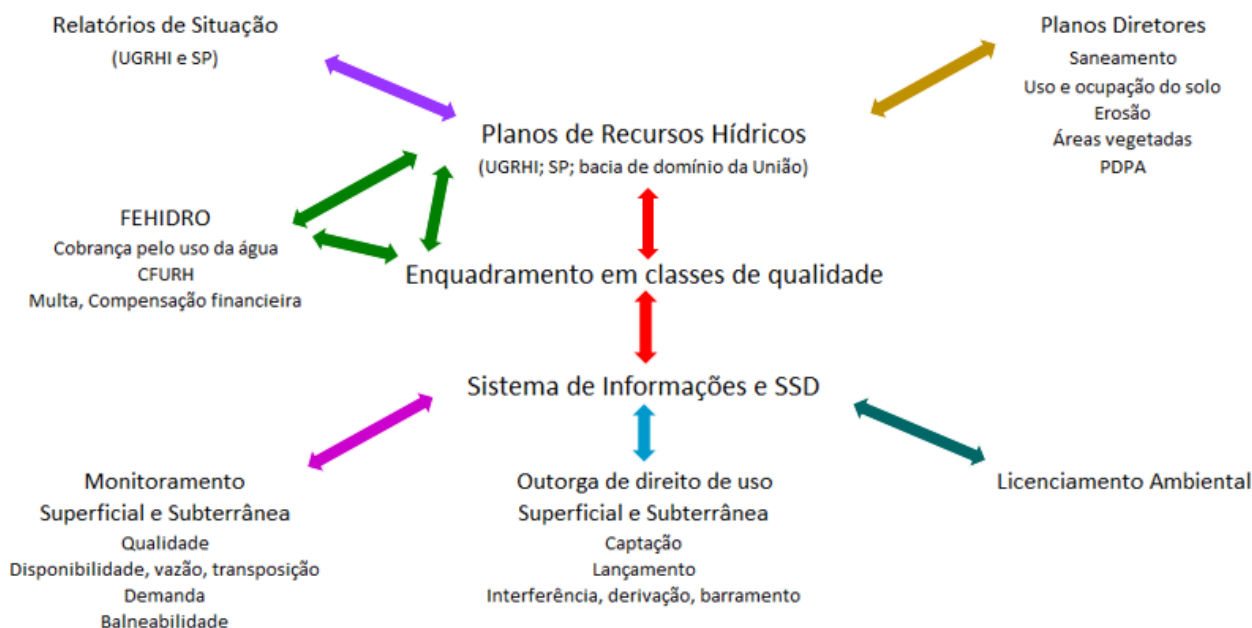 Relatórios de Situação
(UGRHI e SP)
Planos Diretores
Saneamento
Uso e ocupação do solo
Erosão
Áreas vegetadas
PDPA
Planos de Recursos Hídricos
(UGRHI; SP; bacia de domínio da União)
FEHIDRO
Cobrança pelo uso da água
CFURH
Multa, Compensação financieira
Enquadramento em classes de qualidade
Sistema de Informações e SSD
Monitoramento
Superficial e Subterrânea
Qualidade
Disponibilidade, vazão, transposição
Demanda
Balneabilidade
Outorga de direito de uso
Superficial e Subterrânea
Captação
Lançamento
Interferência, derivação, barramento
Licenciamento Ambiental